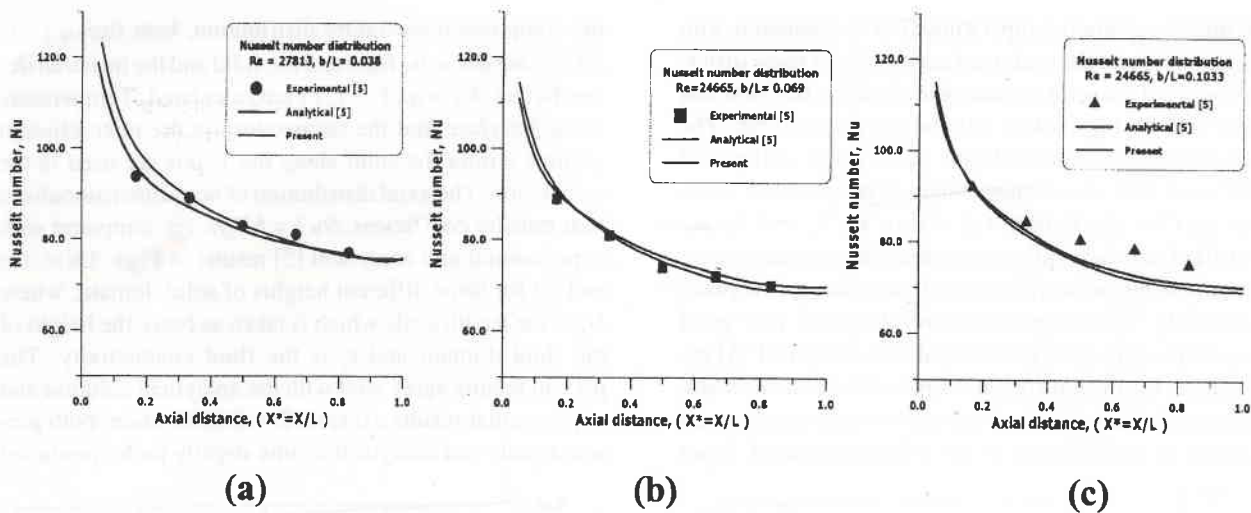 Nusselt number distribution
Re = 27813, b/L= 0.038
Experimental [5]
Analytical [5]
Present
Nusselt number, Nu
120.0
100.0
80.0
60.0
0.0
0.2
0.4
0.6
0.8
1.0
Axial distance, ( X*=X/L )
(a)
Nusselt number distribution
Re=24665, b/L= 0.069
Experimental [5]
Analytical [5]
Present
Nusselt number, Nu
120.0
100.0
80.0
60.0
0.0
0.2
0.4
0.6
0.8
1.0
Axial distance, ( X*=X/L )
(b)
Nusselt number distribution
Re = 24665, b/L=0.1033
Experimental [5]
Analytical [5]
Present
Nusselt number, Nu
120.0
100.0
80.0
60.0
0.0
0.2
0.4
0.6
0.8
1.0
Axial distance, ( X*=X/L )
(c)